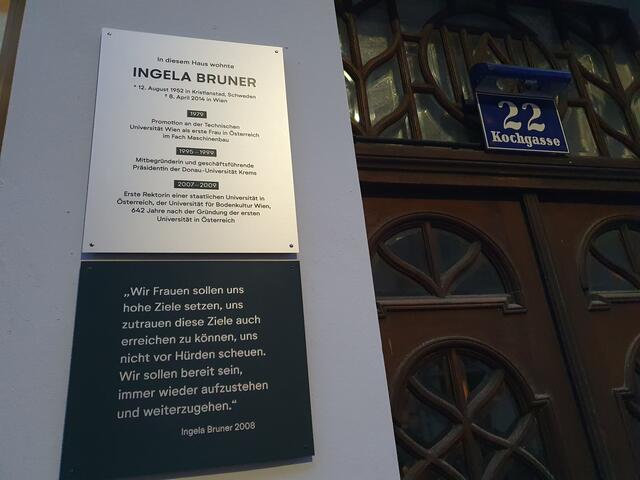 In diesem Haus wohnte
INGELA BRUNER
* 12. August 1952 in Kristianstad, Schweden
† 8. April 2014 in Wien
1979
Promotion an der Technischen
Universität Wien als erste Frau in Österreich
im Fach Maschinenbau
1995 – 1999
Mitbegründerin und geschäftsführende
Präsidentin der Donau-Universität Krems
2007 – 2009
Erste Rektorin einer staatlichen Universität in
Österreich, der Universität für Bodenkultur Wien,
642 Jahre nach der Gründung der ersten
Universität in Österreich
„Wir Frauen sollen uns
hohe Ziele setzen, uns
zutrauen diese Ziele auch
erreichen zu können, uns
nicht vor Hürden scheuen.
Wir sollen bereit sein,
immer wieder aufzustehen
und weiterzugehen.“
Ingela Bruner 2008
22
Kochgasse